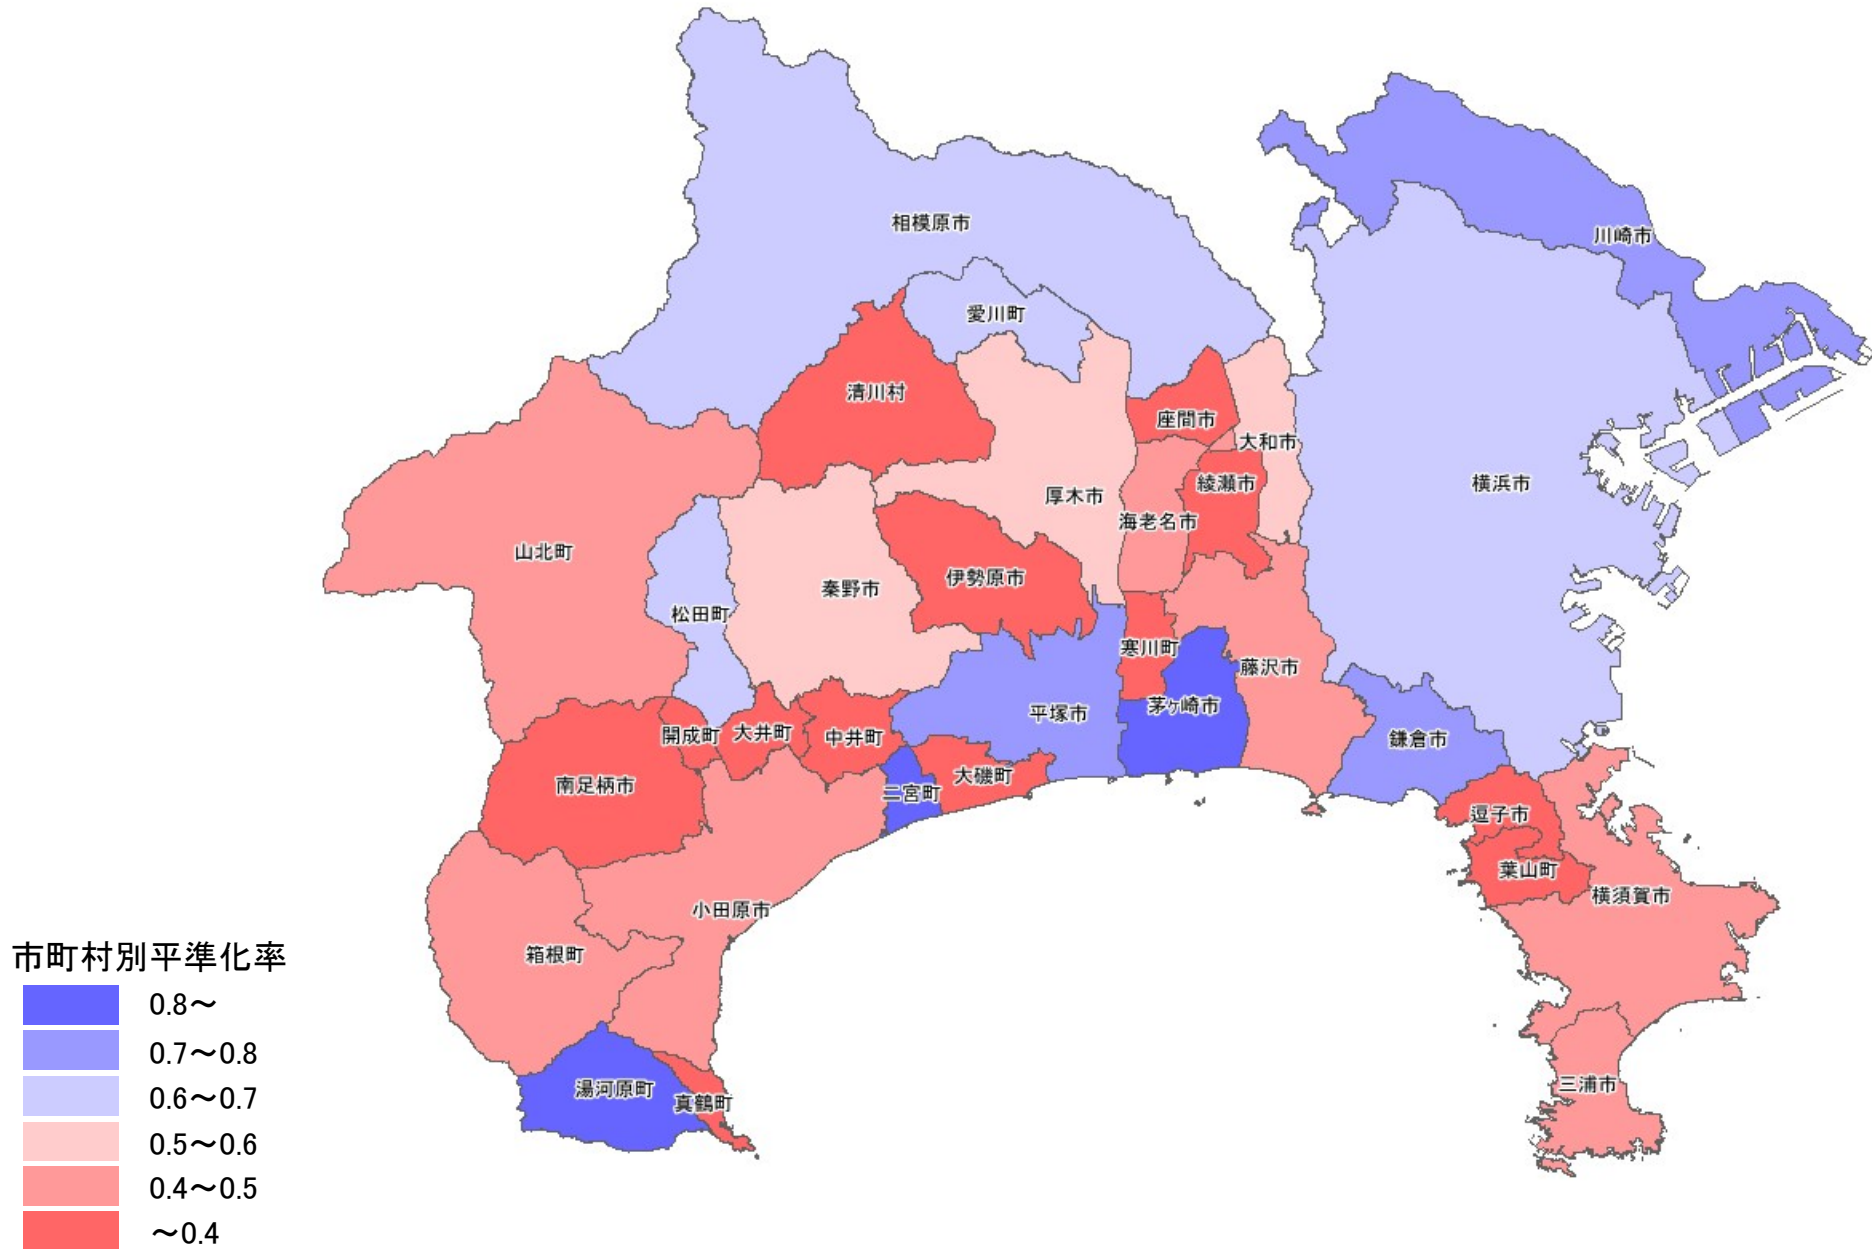 相模原市
川崎市
愛川町
清川村
座間市
大和市
綾瀬市
横浜市
厚木市
海老名市
山北町
伊勢原市
秦野市
松田町
寒川町
藤沢市
茅ヶ崎市
平塚市
鎌倉市
開成町
大井町
中井町
大磯町
南足柄市
二宮町
逗子市
葉山町
横須賀市
小田原市
箱根町
三浦市
湯河原町
真鶴町
市町村別平準化率
0.8～
0.7～0.8
0.6～0.7
0.5～0.6
0.4～0.5
～0.4